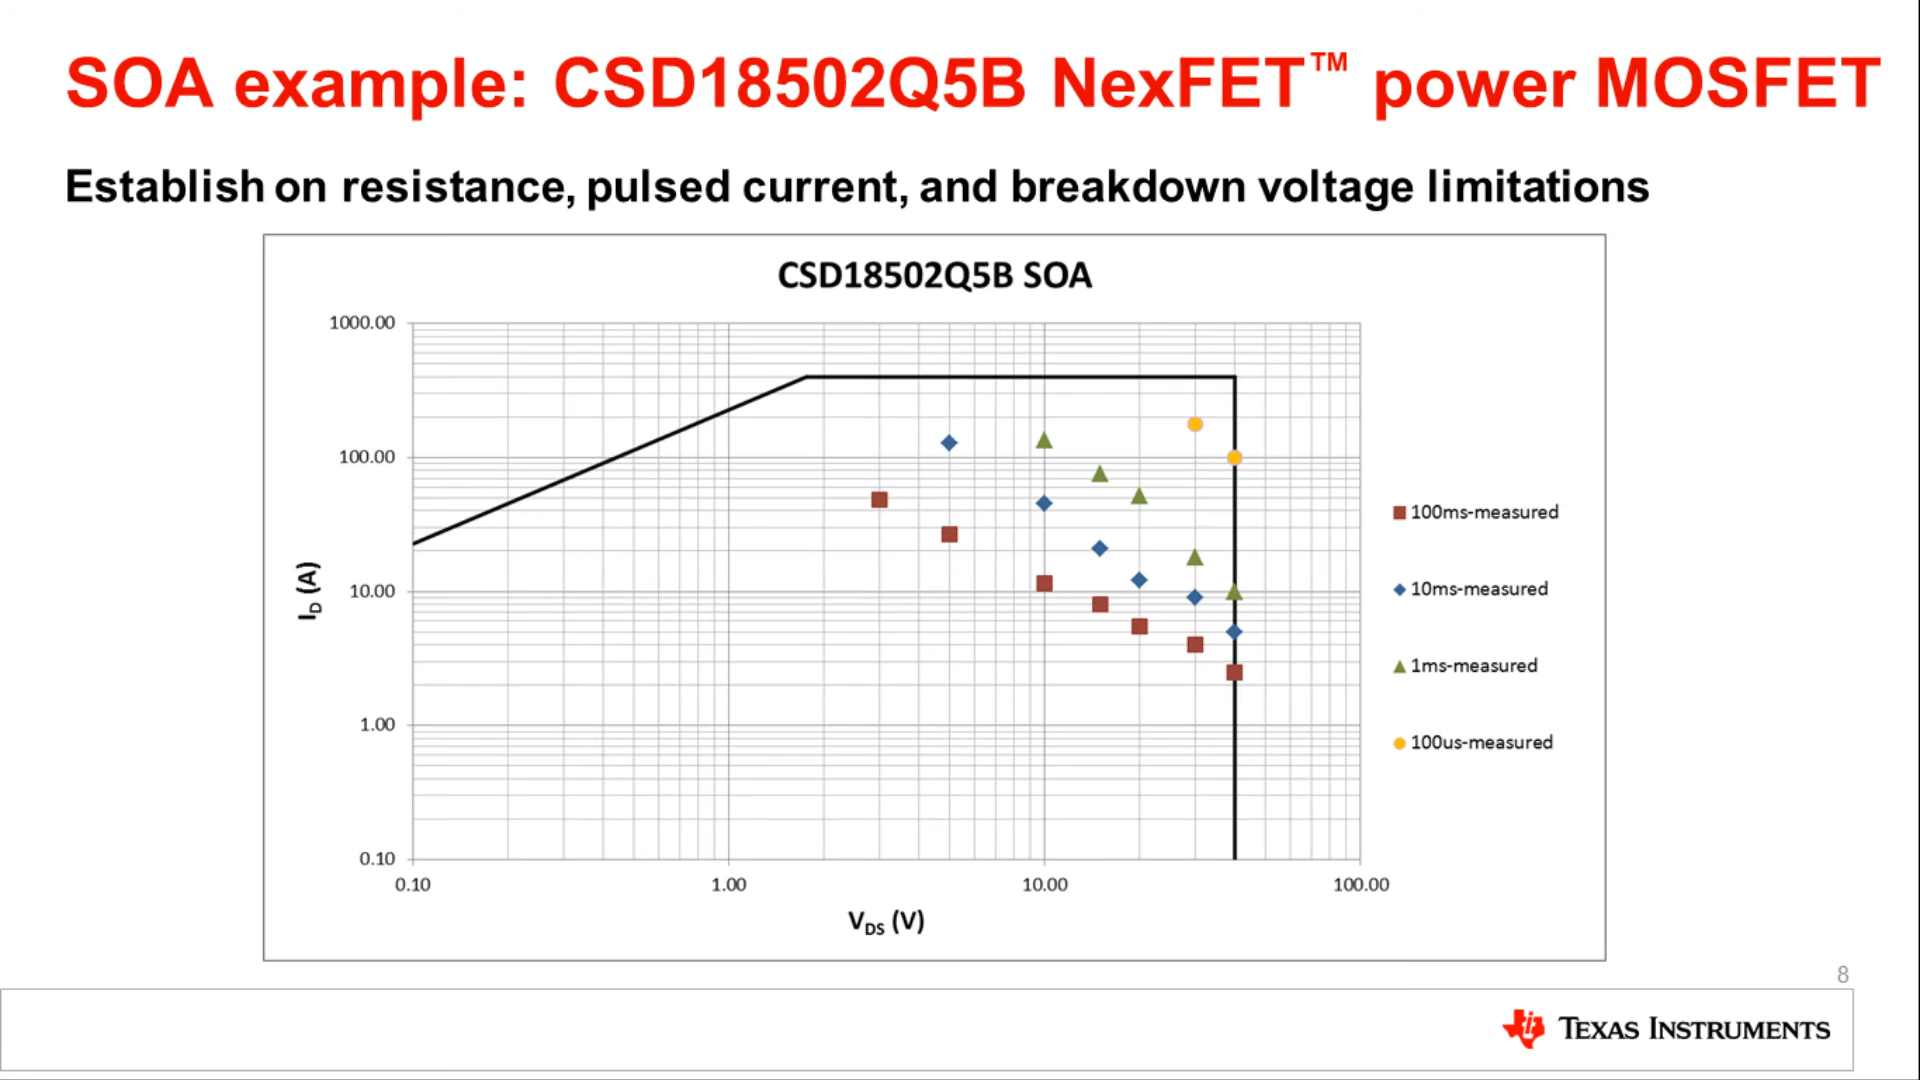 SOA example: CSD18502Q5B NexFET™ power MOSFET
Establish on resistance, pulsed current, and breakdown voltage limitations
CSD18502Q5B SOA
1000.00
100.00
10.00
1.00
0.10
I_D (A)
0.10 1.00 10.00 100.00
V_DS (V)
100ms-measured
10ms-measured
1ms-measured
100us-measured
8
TEXAS INSTRUMENTS